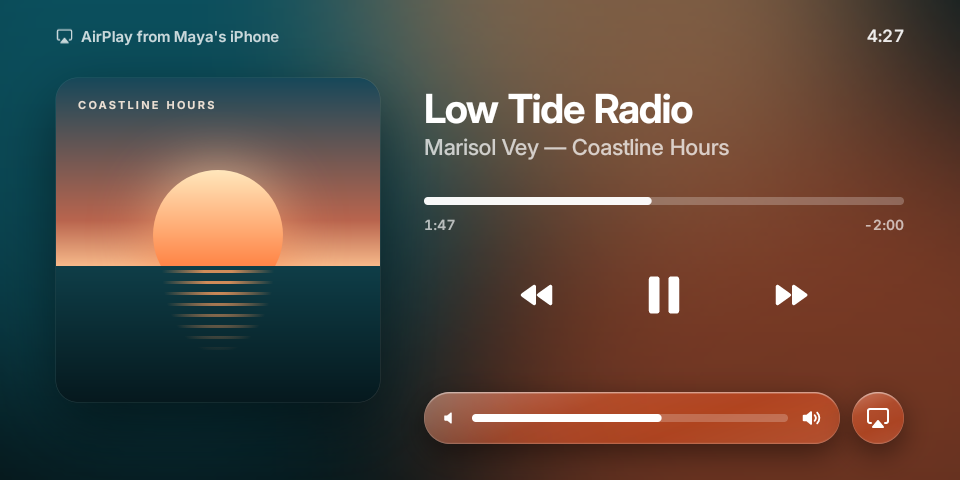 AirPlay from Maya's iPhone
4:27
COASTLINE HOURS
Low Tide Radio
Marisol Vey — Coastline Hours
1:47
-2:00